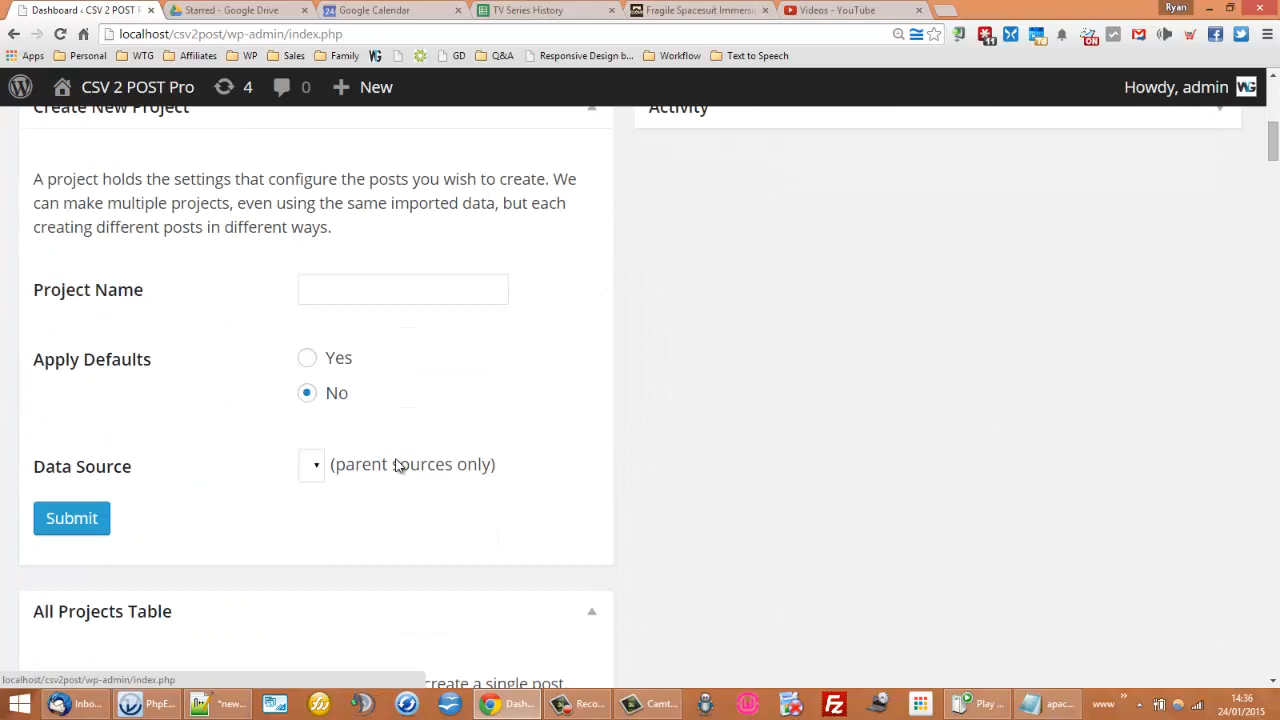 Dashboard ‹ CSV 2 POST P
Starred - Google Drive
Google Calendar
TV Series History
Fragile Spacesuit Immers
Videos - YouTube
Ryan
localhost/csv2post/wp-admin/index.php
Apps
Personal
WTG
Affiliates
WP
Sales
Family
GD
Q&A
Responsive Design b...
Workflow
Text to Speech
CSV 2 POST Pro
4
0
New
Howdy, admin
Create New Project
Activity
A project holds the settings that configure the posts you wish to create. We
can make multiple projects, even using the same imported data, but each
creating different posts in different ways.
Project Name
Apply Defaults
Yes
No
Data Source
(parent sources only)
Submit
All Projects Table
create a single post
localhost/csv2post/wp-admin/index.php
Inbo...
PhpE...
"new...
Dash...
Reco...
Camt...
Play ...
apac...
www
14:36
24/01/2015